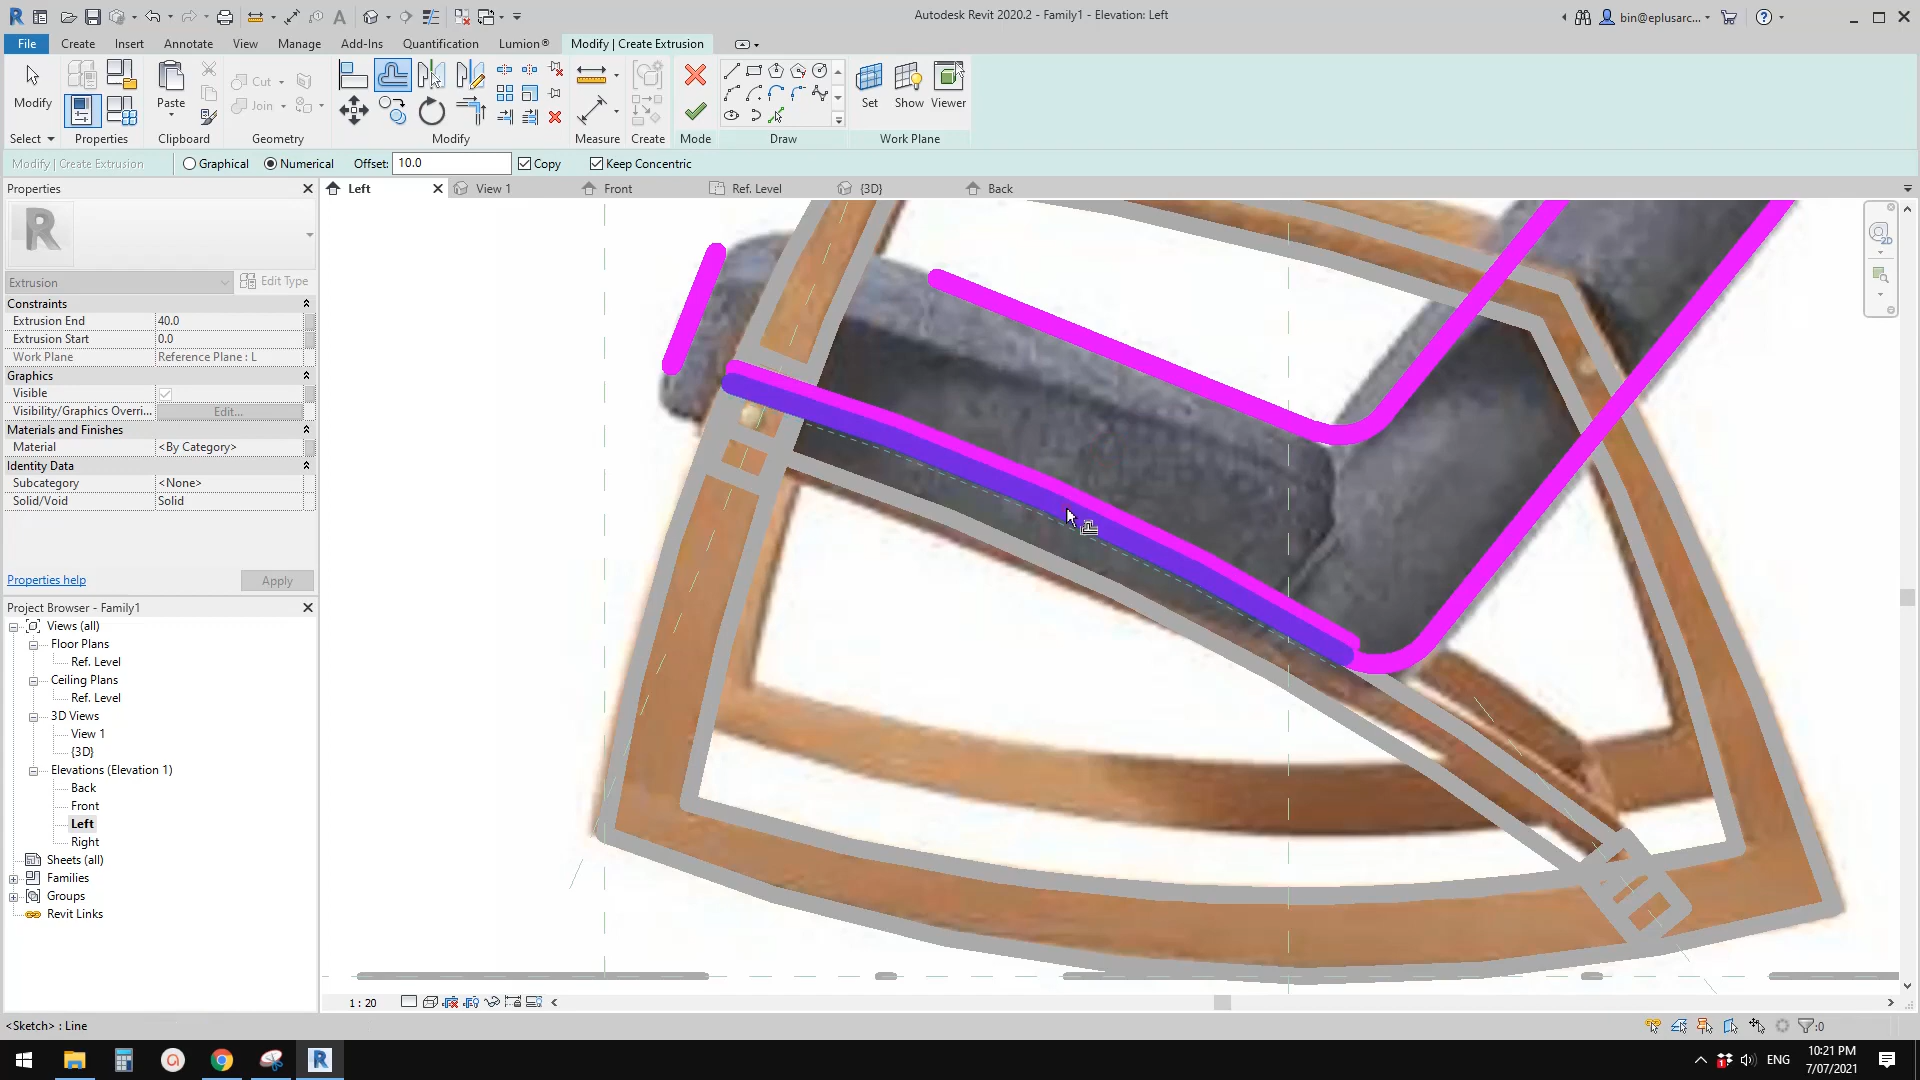 Autodesk Revit 2020.2 - Family1 - Elevation: Left
bin@eplusarc...
File Create Insert Annotate View Manage Add-Ins Quantification Lumion® Modify | Create Extrusion
Modify Paste Cut Join Set Show Viewer
Select Properties Clipboard Geometry Modify Measure Create Mode Draw Work Plane
Modify | Create Extrusion Graphical Numerical Offset: 10.0 Copy Keep Concentric
Properties
Left View 1 Front Ref. Level {3D} Back
R
2D
Extrusion Edit Type
Constraints
Extrusion End 40.0
Extrusion Start 0.0
Work Plane Reference Plane : L
Graphics
Visible
Visibility/Graphics Overri... Edit...
Materials and Finishes
Material <By Category>
Identity Data
Subcategory <None>
Solid/Void Solid
Properties help Apply
Project Browser - Family1
Views (all)
Floor Plans
Ref. Level
Ceiling Plans
Ref. Level
3D Views
View 1
{3D}
Elevations (Elevation 1)
Back
Front
Left
Right
Sheets (all)
Families
Groups
Revit Links
1 : 20
<Sketch> : Line
:0
ENG
10:21 PM
7/07/2021